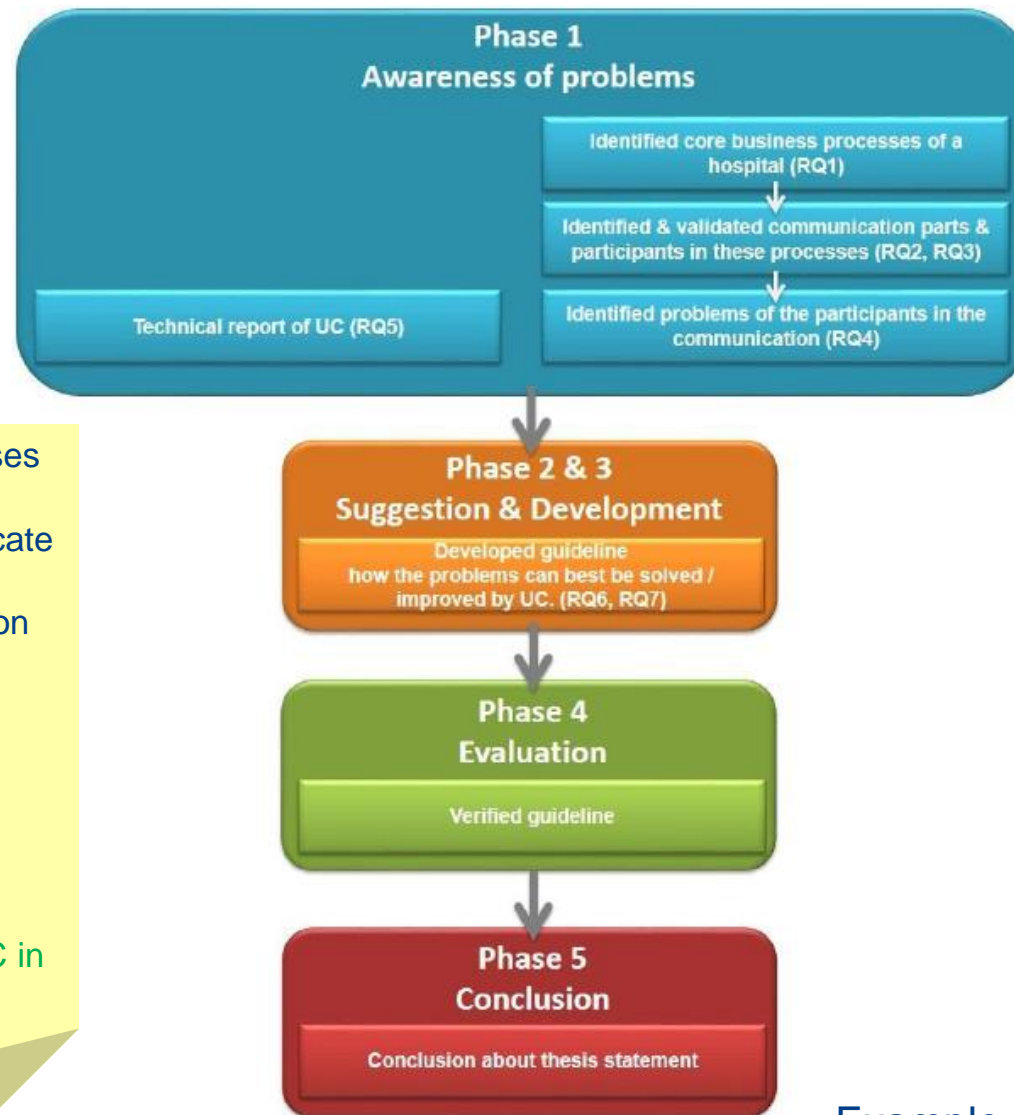 Phase 1
Awareness of problems
Identified core business processes of a
hospital (RQ1)
Identified & validated communication parts &
participants in these processes (RQ2, RQ3)
Technical report of UC (RQ5)
Identified problems of the participants in the
communication (RQ4)
Phase 2 & 3
Suggestion & Development
Developed guideline
how the problems can best be solved /
improved by UC. (RQ6, RQ7)
Phase 4
Evaluation
Verified guideline
Phase 5
Conclusion
Conclusion about thesis statement
on
in